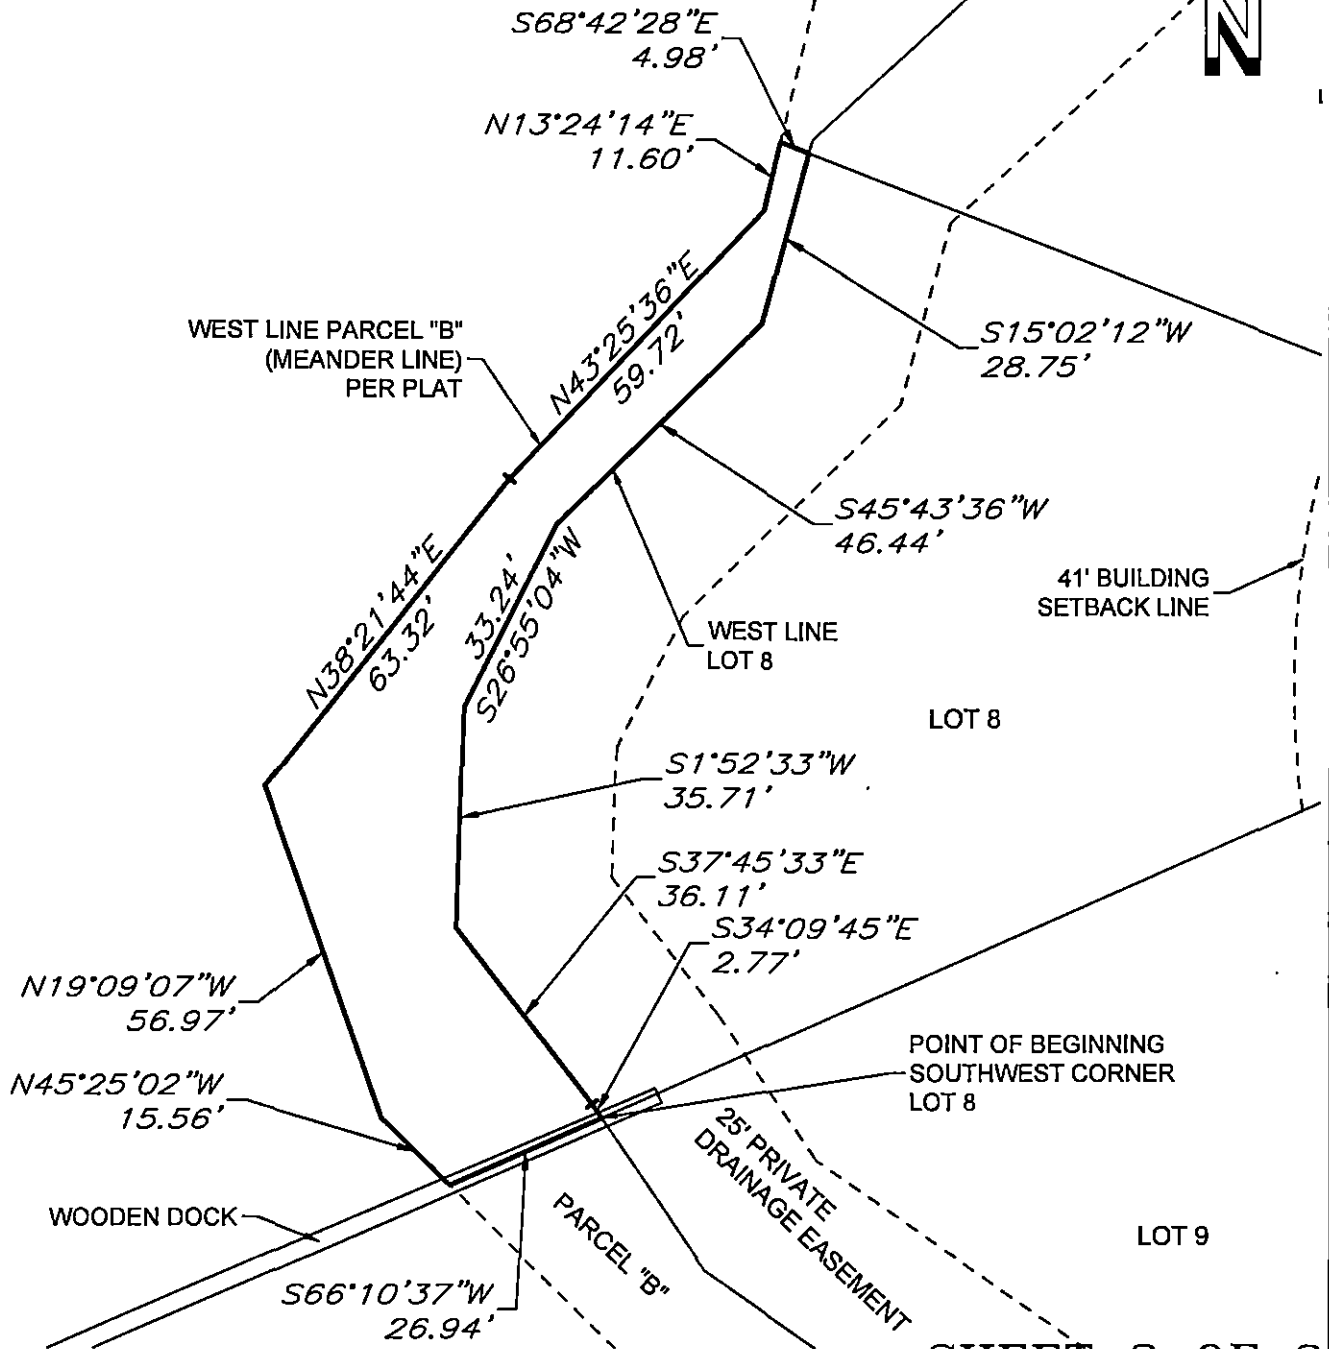 S68°42'28"E
4.98'
N
N13°24'14"E
11.60'
N43°25'36"E
59.72'
WEST LINE PARCEL "B"
(MEANDER LINE)
PER PLAT
S15°02'12"W
28.75'
S45°43'36"W
46.44'
41' BUILDING
SETBACK LINE
N38°21'44"E
63.32'
33.24'
S26°55'04"W
WEST LINE
LOT 8
LOT 8
S1°52'33"W
35.71'
S37°45'33"E
36.11'
S34°09'45"E
2.77'
N19°09'07"W
56.97'
POINT OF BEGINNING
SOUTHWEST CORNER
LOT 8
N45°25'02"W
15.56'
25' PRIVATE
DRAINAGE EASEMENT
WOODEN DOCK
PARCEL "B"
LOT 9
S66°10'37"W
26.94'